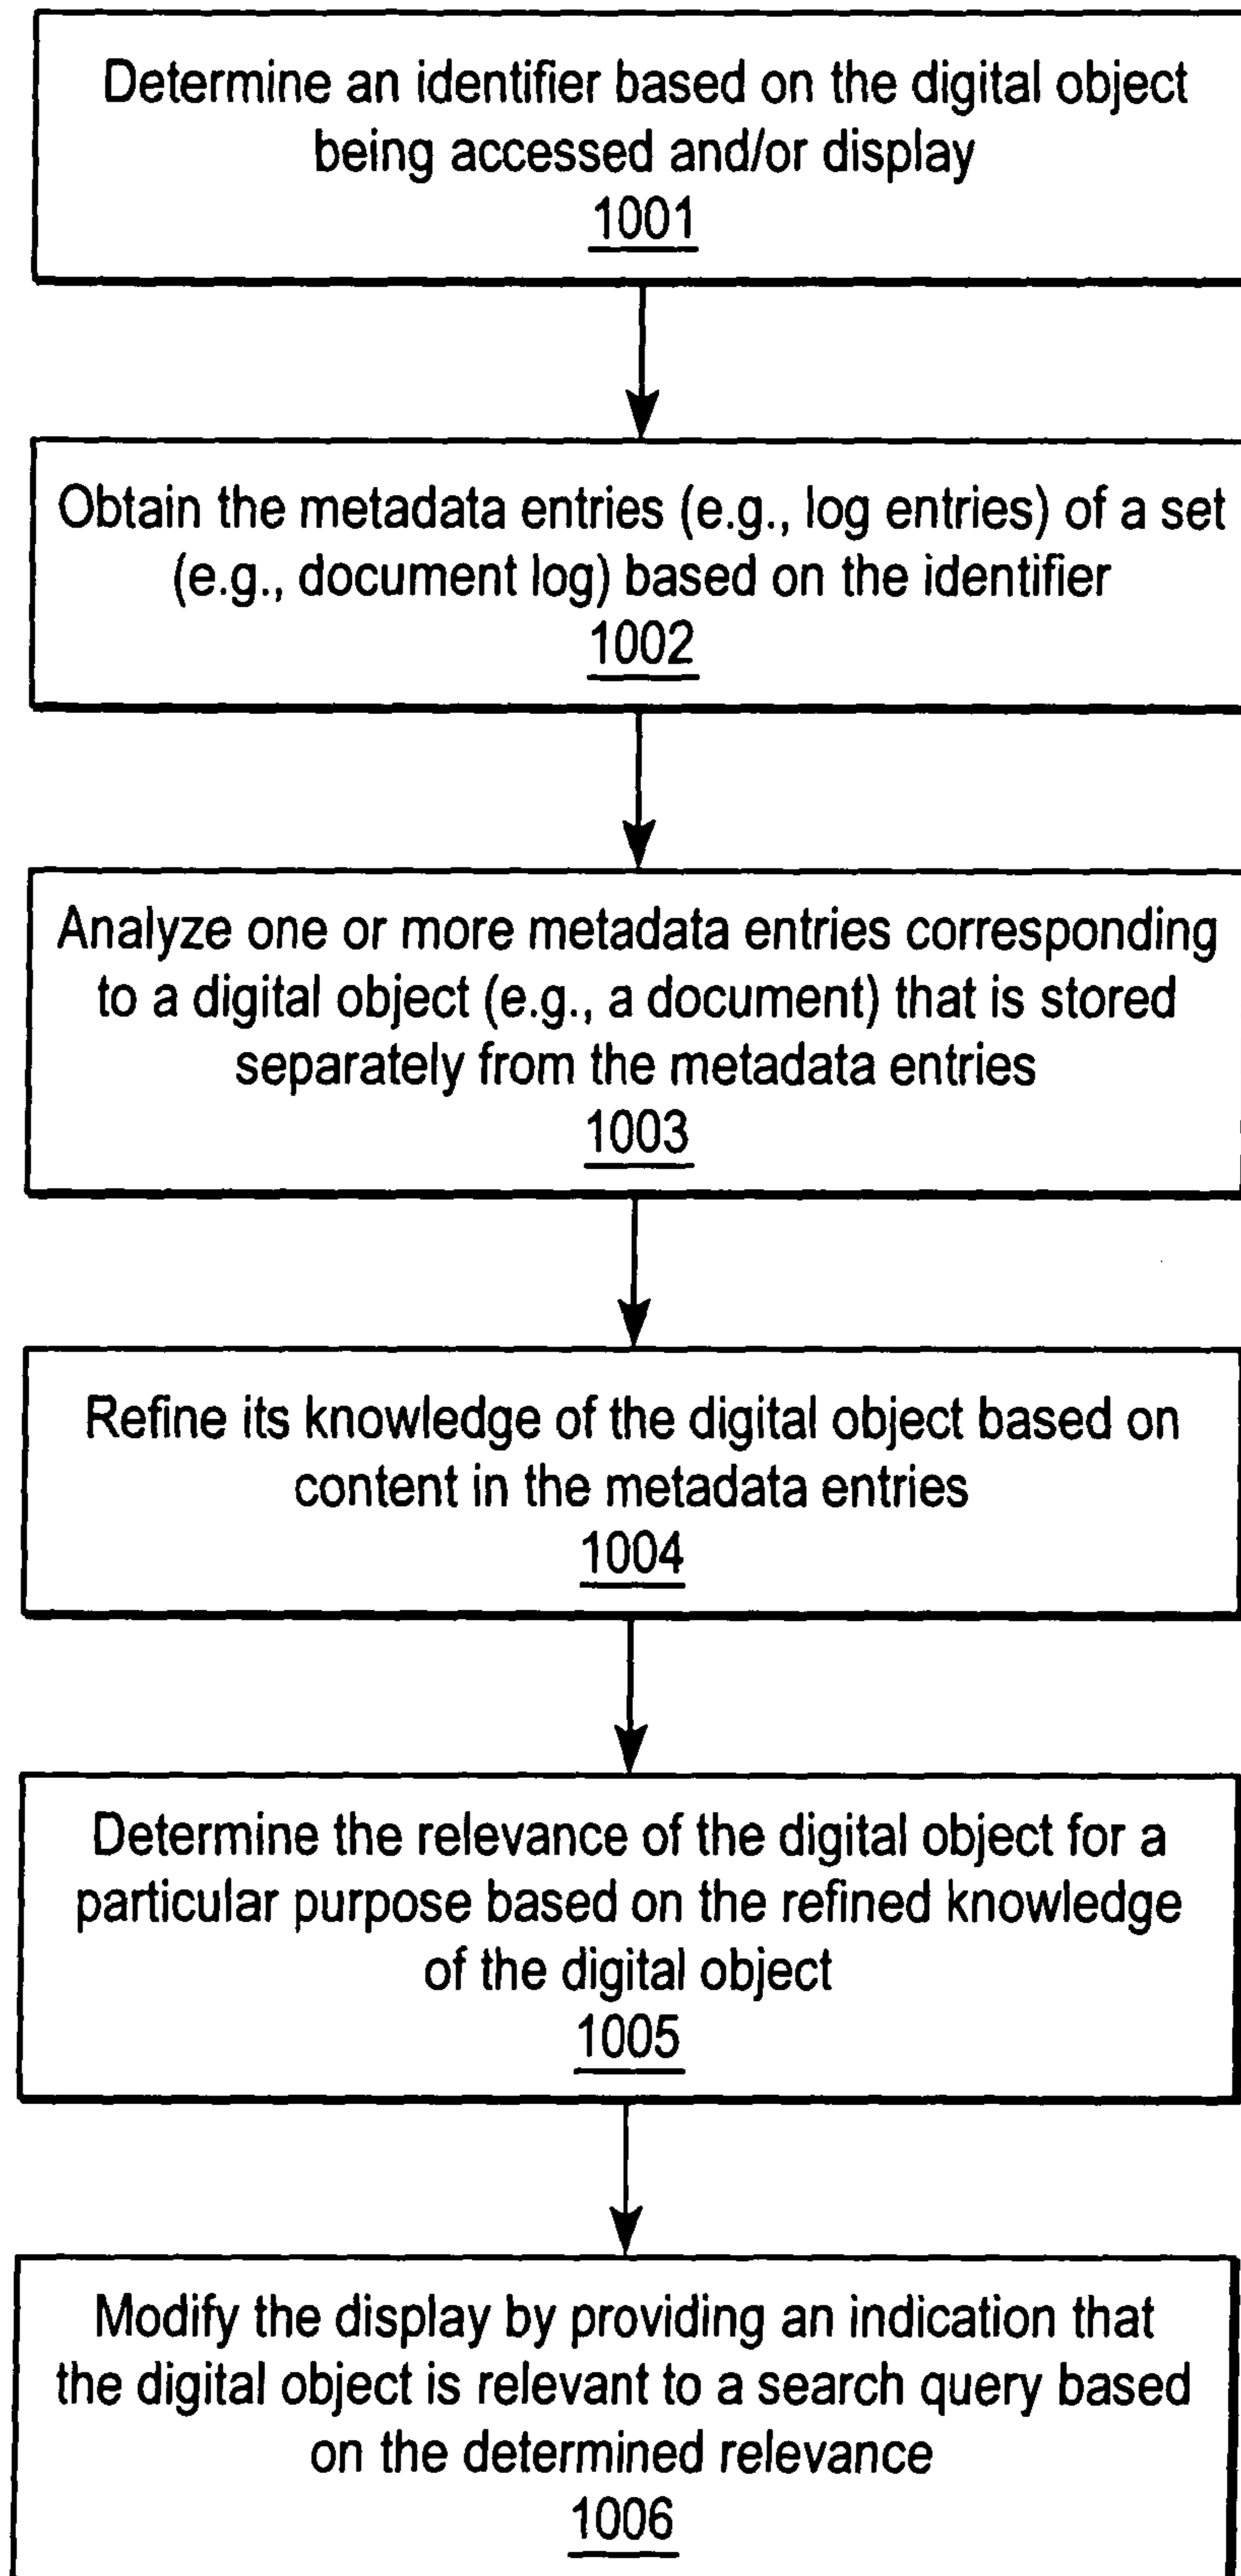 Determine an identifier based on the digital object
being accessed and/or display
1001
Obtain the metadata entries (e.g., log entries) of a set
(e.g., document log) based on the identifier
1002
Analyze one or more metadata entries corresponding
to a digital object (e.g., a document) that is stored
separately from the metadata entries
1003
Refine its knowledge of the digital object based on
content in the metadata entries
1004
Determine the relevance of the digital object for a
particular purpose based on the refined knowledge
of the digital object
1005
Modify the display by providing an indication that
the digital object is relevant to a search query based
on the determined relevance
1006